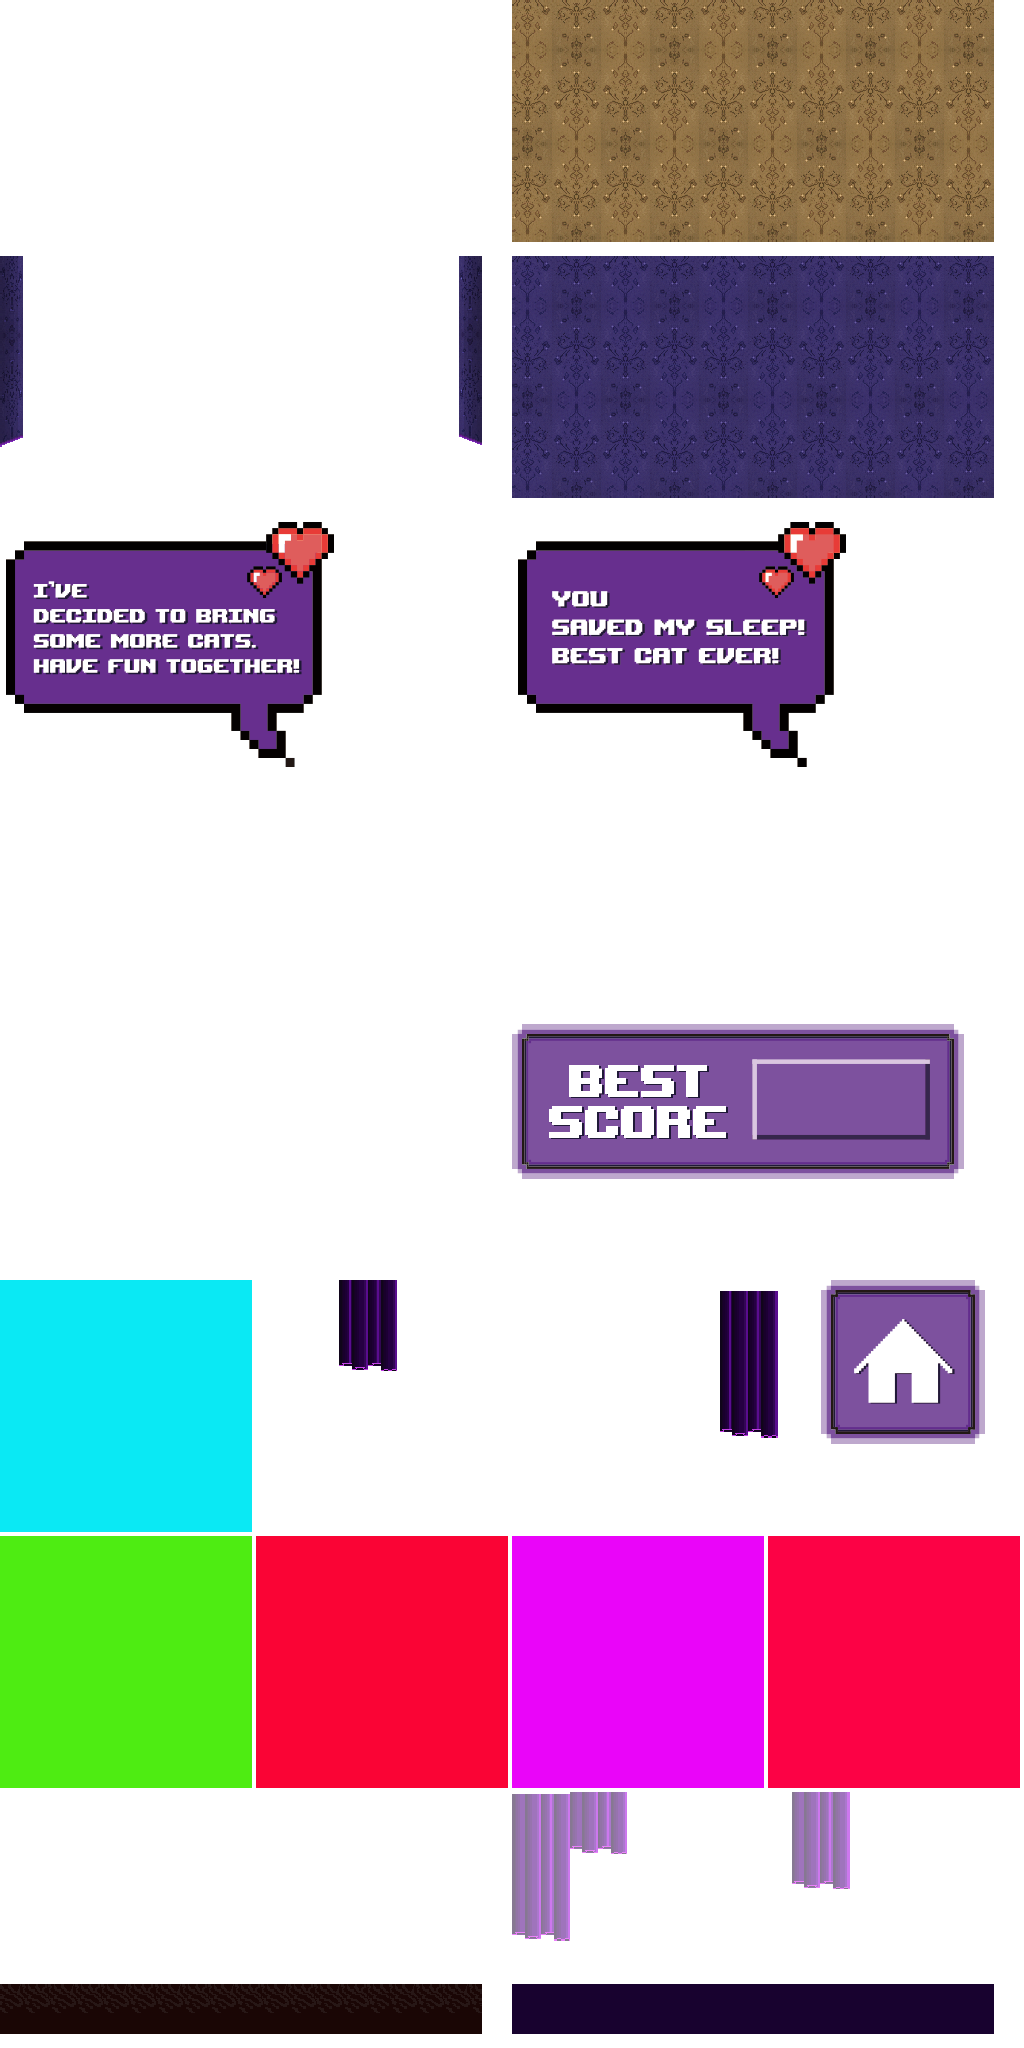 I'VE
DECIDED TO BRING
SOME MORE CATS.
HAVE FUN TOGETHER!
YOU
SAVED MY SLEEP!
BEST CAT EVER!
BEST
SCORE